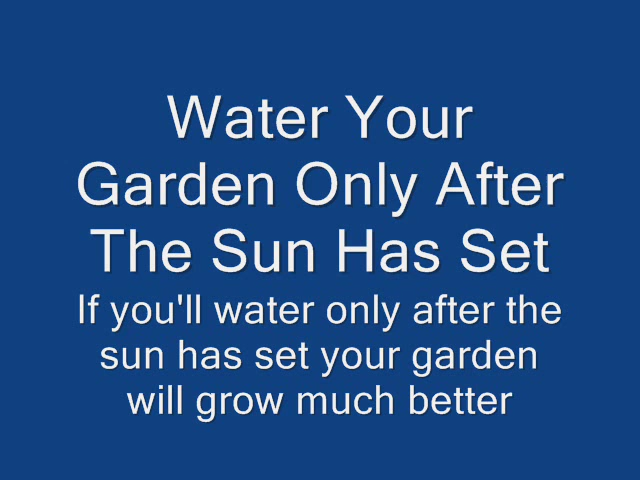 Water Your
Garden Only After
The Sun Has Set
If you'll water only after the
sun has set your garden
will grow much better